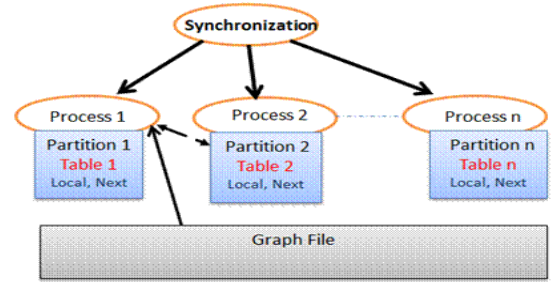 Synchronization
Process 1
Process 2
Process n
Partition 1
Table 1
Local, Next
Partition 2
Table 2
Local, Next
Partition n
Table n
Local, Next
Graph File